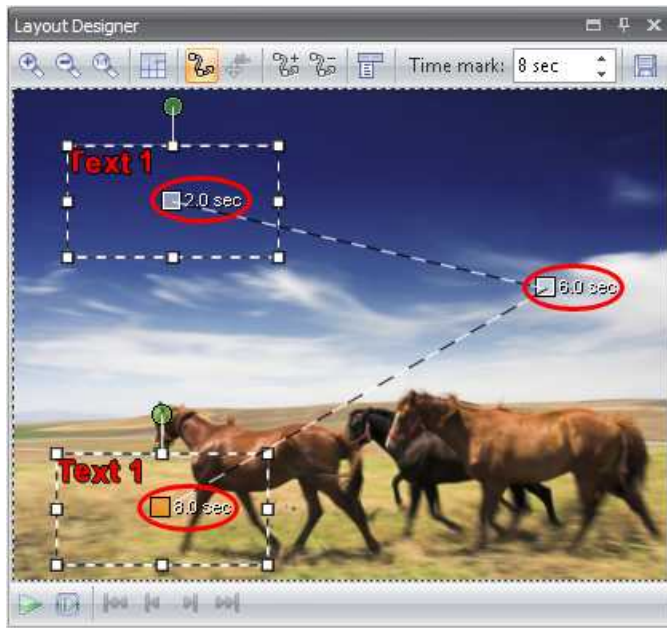 Layout Designer
Time mark: 8 sec
Text 1
2.0 sec
6.0 sec
Text 1
8.0 sec